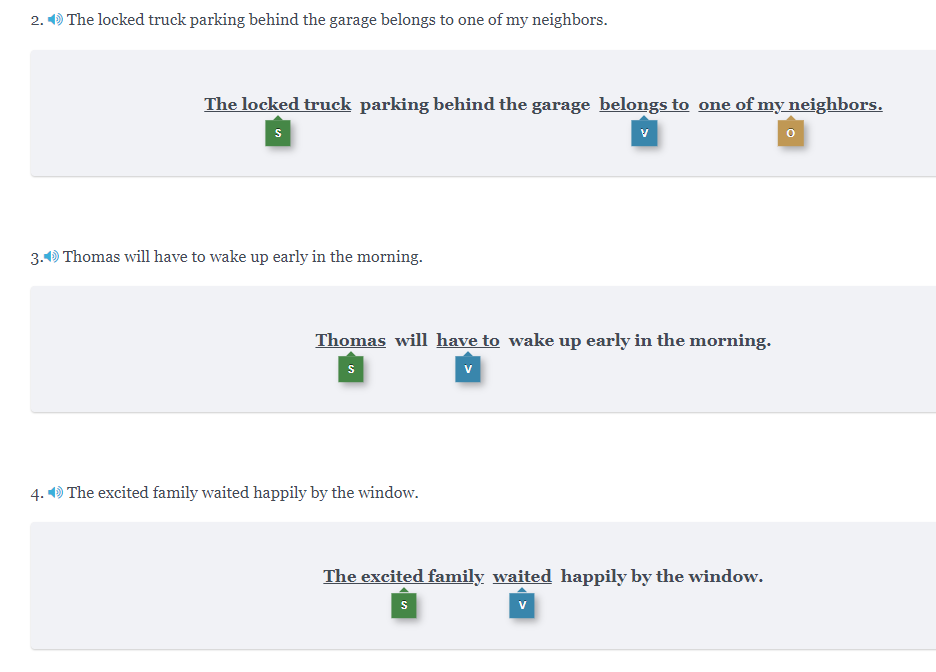 2. The locked truck parking behind the garage belongs to one of my neighbors.
The locked truck parking behind the garage belongs to one of my neighbors.
S V O
3. Thomas will have to wake up early in the morning.
Thomas will have to wake up early in the morning.
S V
4. The excited family waited happily by the window.
The excited family waited happily by the window.
S V